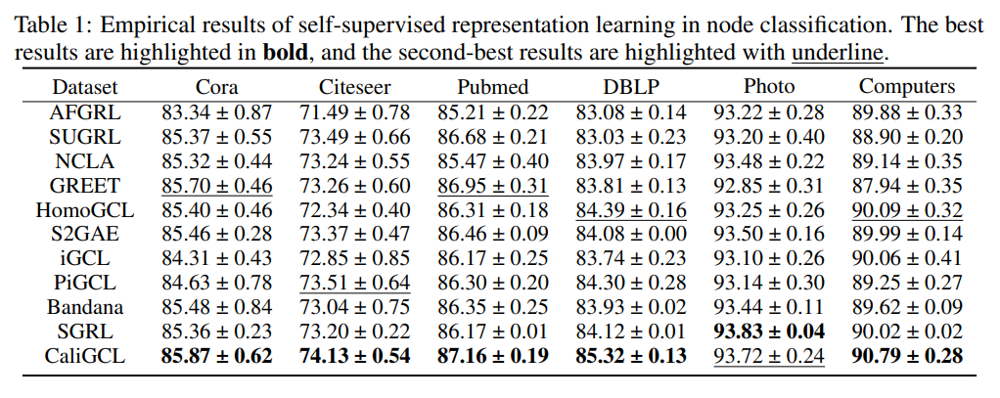 Table 1: Empirical results of self-supervised representation learning in node classification. The best
results are highlighted in bold, and the second-best results are highlighted with underline.
Dataset Cora Citeseer Pubmed DBLP Photo Computers
AFGRL 83.34 ± 0.87 71.49 ± 0.78 85.21 ± 0.22 83.08 ± 0.14 93.22 ± 0.28 89.88 ± 0.33
SUGRL 85.37 ± 0.55 73.49 ± 0.66 86.68 ± 0.21 83.03 ± 0.23 93.20 ± 0.40 88.90 ± 0.20
NCLA 85.32 ± 0.44 73.24 ± 0.55 85.47 ± 0.40 83.97 ± 0.17 93.48 ± 0.22 89.14 ± 0.35
GREET 85.70 ± 0.46 73.26 ± 0.60 86.95 ± 0.31 83.81 ± 0.13 92.85 ± 0.31 87.94 ± 0.35
HomoGCL 85.40 ± 0.46 72.34 ± 0.40 86.31 ± 0.18 84.39 ± 0.16 93.25 ± 0.26 90.09 ± 0.32
S2GAE 85.46 ± 0.28 73.37 ± 0.47 86.46 ± 0.09 84.08 ± 0.00 93.50 ± 0.16 89.99 ± 0.14
iGCL 84.31 ± 0.43 72.85 ± 0.85 86.17 ± 0.25 83.74 ± 0.23 93.10 ± 0.26 90.06 ± 0.41
PiGCL 84.63 ± 0.78 73.51 ± 0.64 86.30 ± 0.20 84.30 ± 0.28 93.14 ± 0.30 89.25 ± 0.27
Bandana 85.48 ± 0.84 73.04 ± 0.75 86.35 ± 0.25 83.93 ± 0.02 93.44 ± 0.11 89.62 ± 0.09
SGRL 85.36 ± 0.23 73.20 ± 0.22 86.17 ± 0.01 84.12 ± 0.01 93.83 ± 0.04 90.02 ± 0.02
CaliGCL 85.87 ± 0.62 74.13 ± 0.54 87.16 ± 0.19 85.32 ± 0.13 93.72 ± 0.24 90.79 ± 0.28